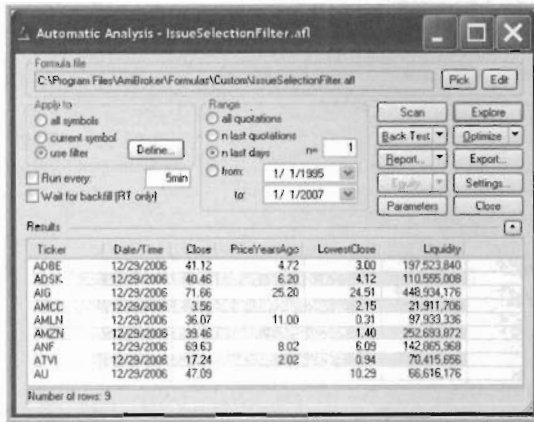 Automatic Analysis - IssueSelectionFilter.afl
Formula file
C:\Program Files\AmiBroker\Formulas\Custom\IssueSelectionFilter.afl Pick Edit
Apply to
all symbols
current symbol
use filter Define...
Run every: 5min
Wait for backfill (RT only)
Range
all quotations
n last quotations
n last days n= 1
from: 1/ 1/1995
to: 1/ 1/2007
Scan Explore
Back Test Optimize
Report... Export...
Equity Settings...
Parameters Close
Results
Ticker Date/Time Close PriceYearsAgo LowestClose Liquidity
ADBE 12/29/2006 41.12 4.72 3.00 197,523,840
ADSK 12/29/2006 40.46 6.20 4.12 110,555,008
AIG 12/29/2006 71.66 25.28 24.51 448,934,176
AMCC 12/29/2006 3.56 2.15 21,911,706
AMLN 12/29/2006 36.07 11.00 0.31 97,933,336
AMZN 12/29/2006 39.46 1.40 252,693,872
ANF 12/29/2006 69.63 8.02 6.09 142,865,968
ATVI 12/29/2006 17.24 2.02 0.94 70,415,656
AU 12/29/2006 47.09 10.29 66,616,176
Number of rows: 9